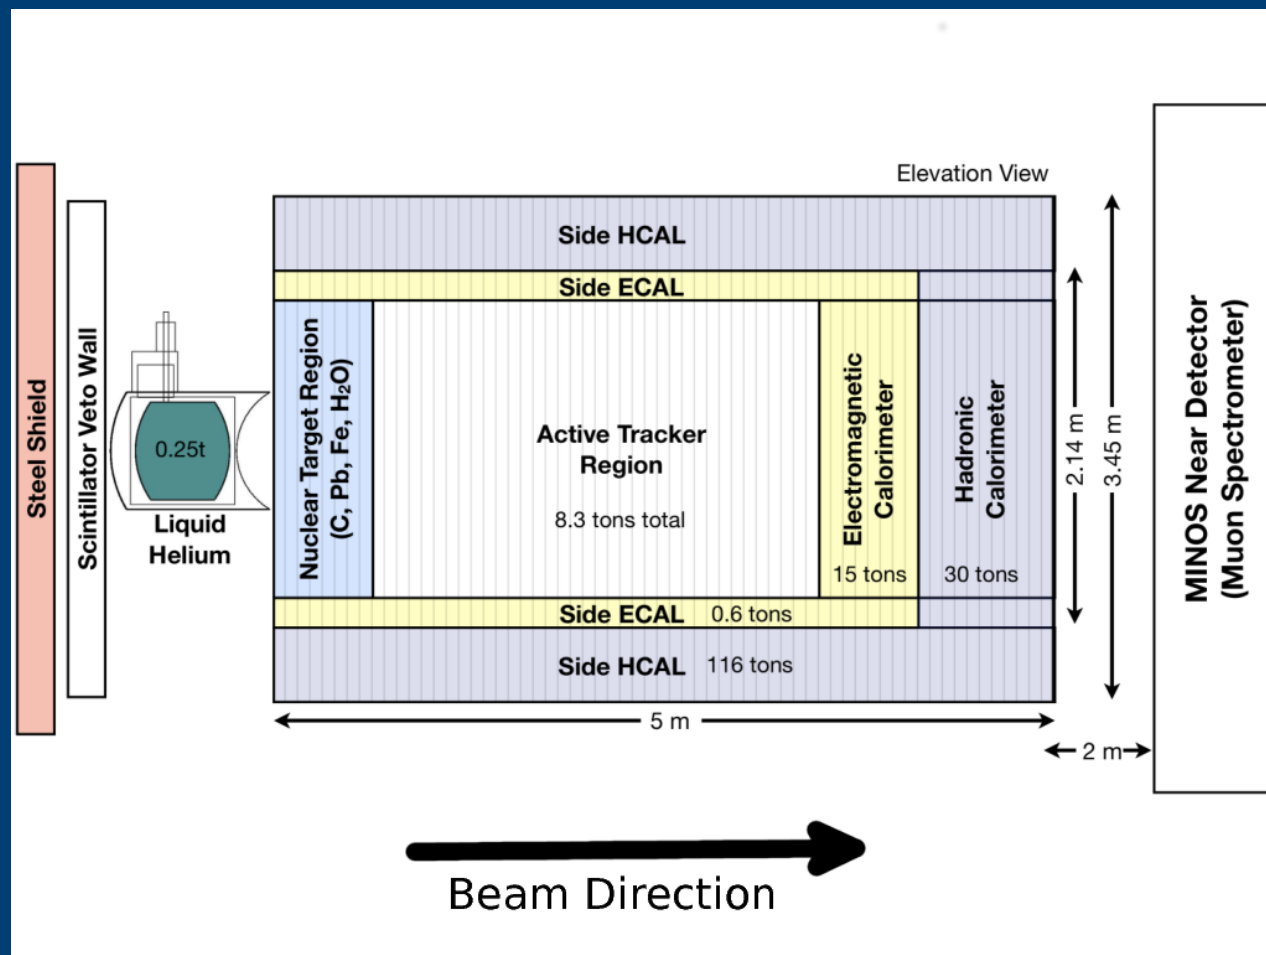 Elevation View
Steel Shield
Scintillator Veto Wall
0.25t
Liquid
Helium
Side HCAL
Side ECAL
Nuclear Target Region
(C, Pb, Fe, H₂O)
Active Tracker
Region
8.3 tons total
Electromagnetic
Calorimeter
15 tons
Hadronic
Calorimeter
30 tons
Side ECAL 0.6 tons
Side HCAL 116 tons
2.14 m
3.45 m
5 m
2 m
MINOS Near Detector
(Muon Spectrometer)
Beam Direction